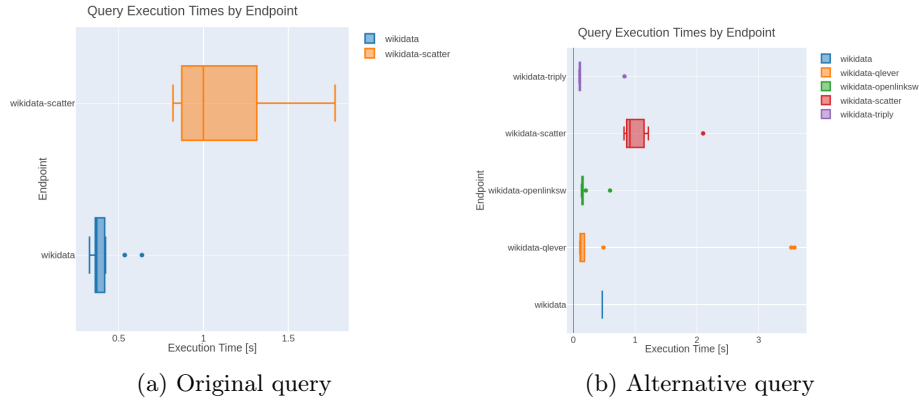 Query Execution Times by Endpoint
wikidata
wikidata-scatter
wikidata-scatter
wikidata
Endpoint
0.5
1
1.5
Execution Time [s]
(a) Original query
Query Execution Times by Endpoint
wikidata
wikidata-qlever
wikidata-openlinksw
wikidata-scatter
wikidata-triply
wikidata-triply
wikidata-scatter
wikidata-openlinksw
wikidata-qlever
wikidata
Endpoint
0
1
2
3
Execution Time [s]
(b) Alternative query